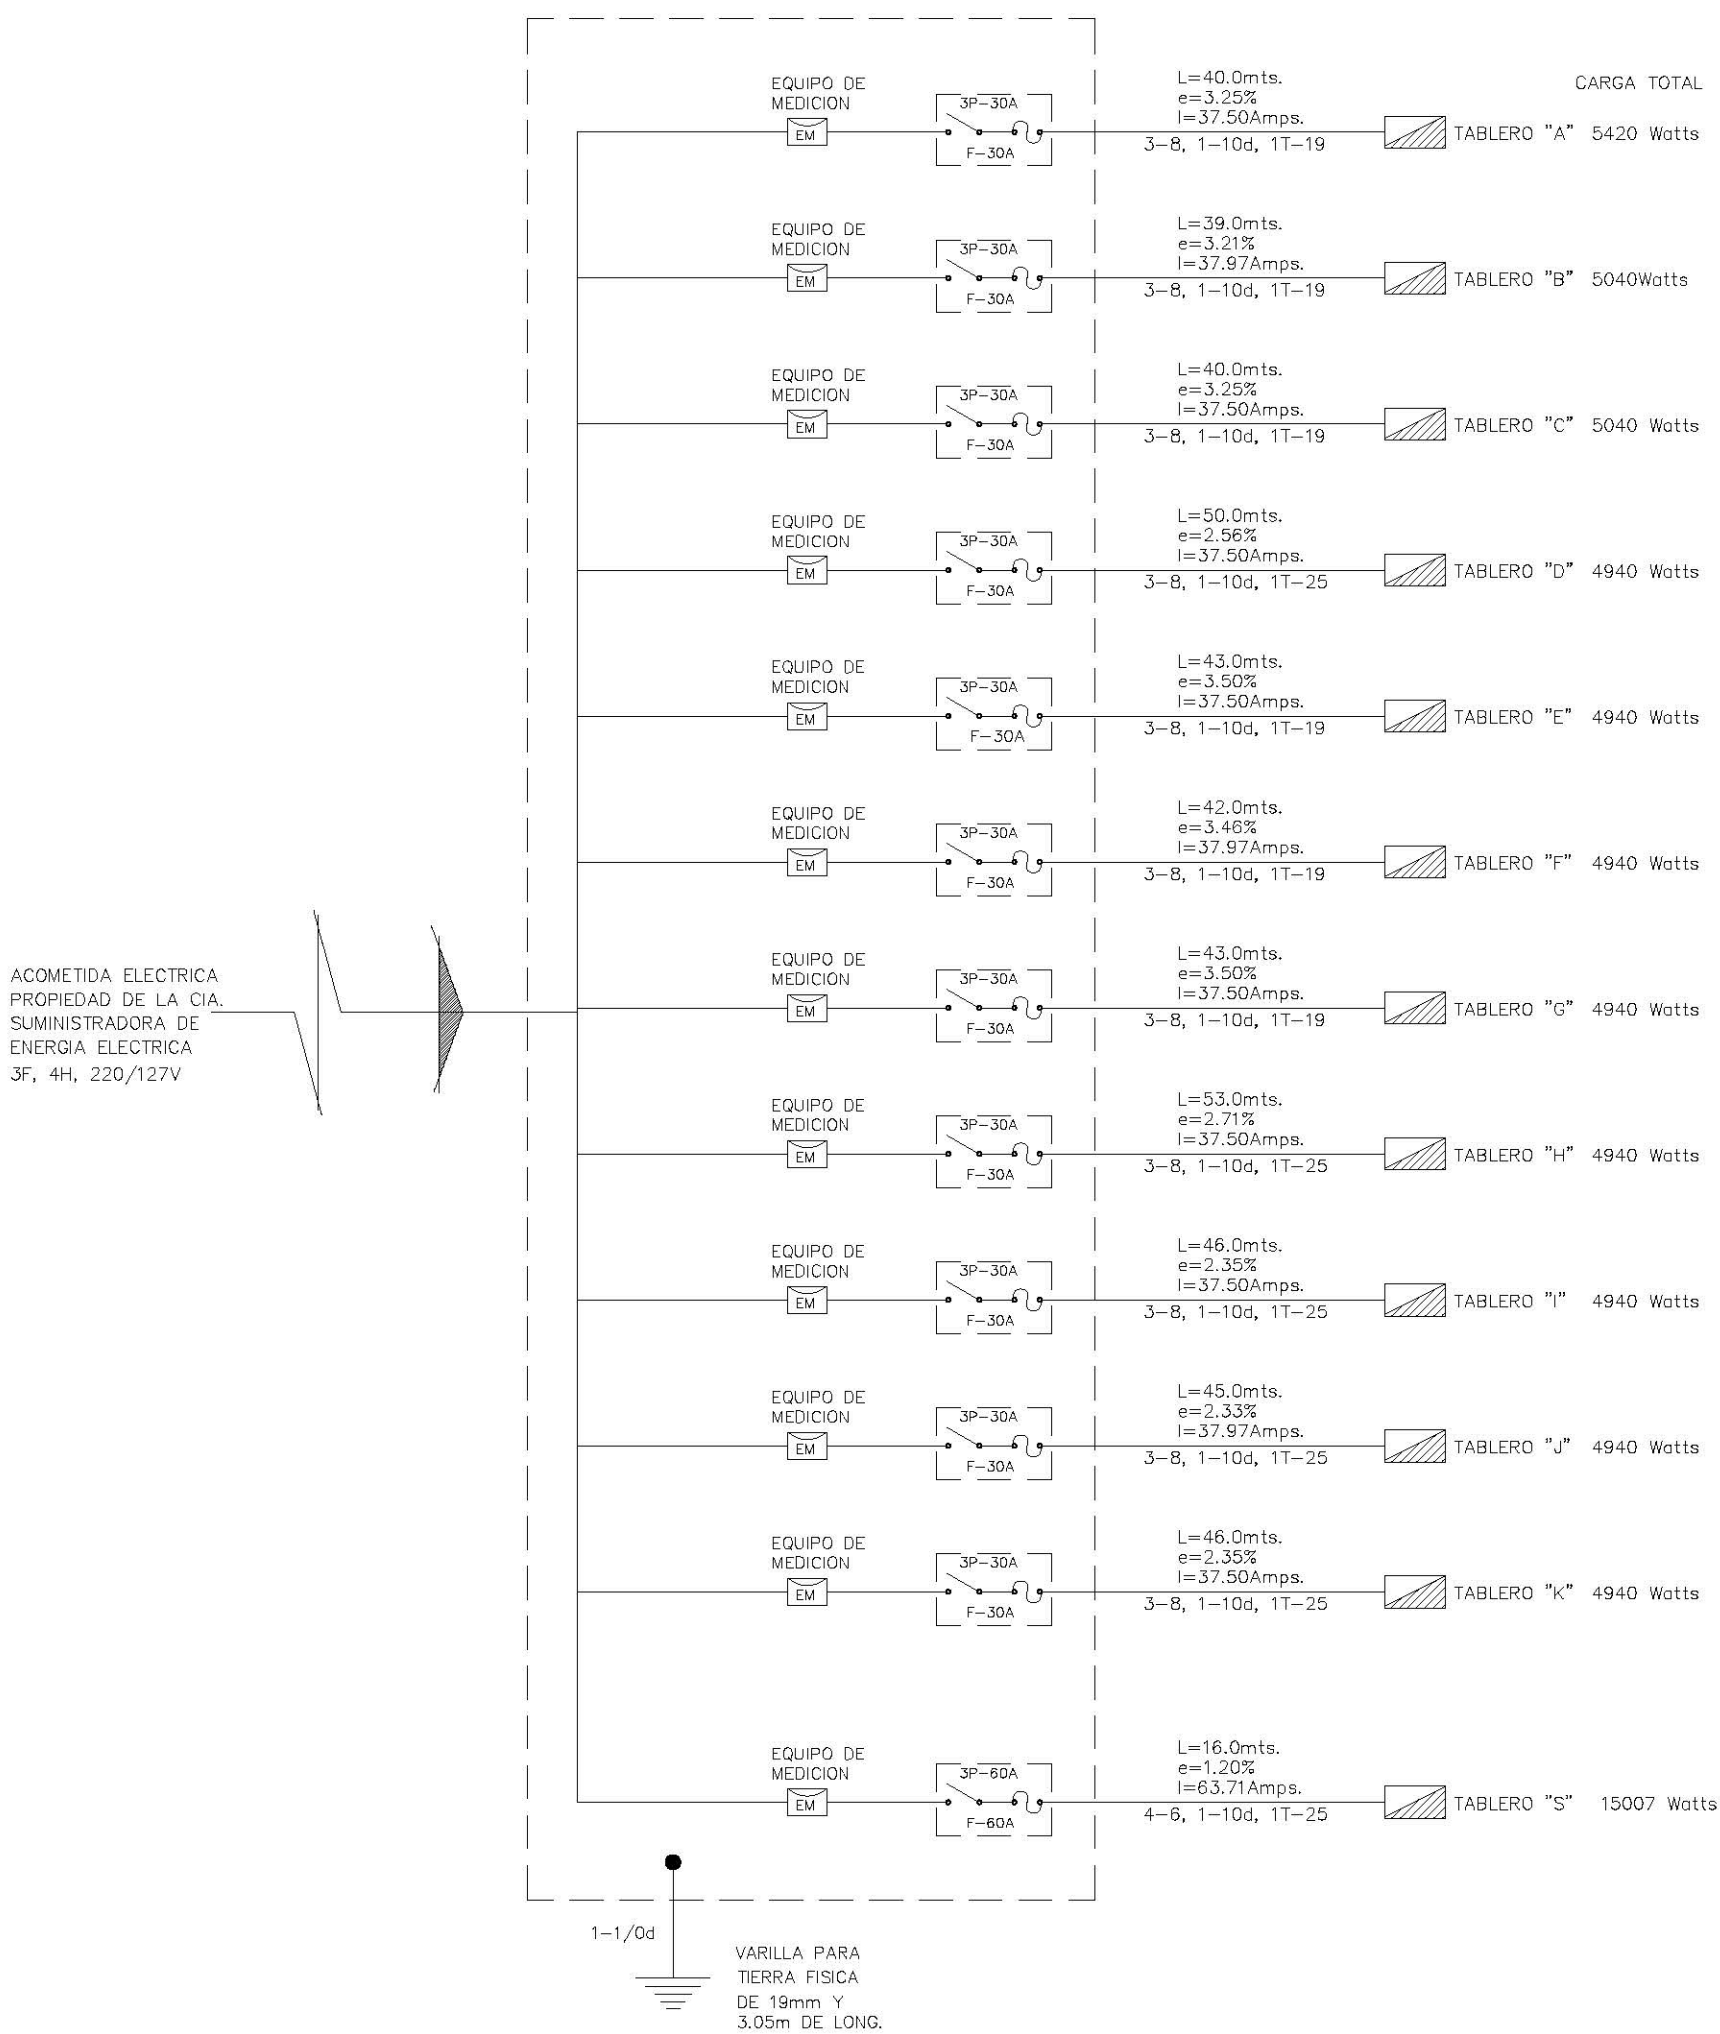 CARGA TOTAL
EQUIPO DE
MEDICION
EM
3P-30A
F-30A
L=40.0mts.
e=3.25%
I=37.50Amps.
3-8, 1-10d, 1T-19
TABLERO "A" 5420 Watts
EQUIPO DE
MEDICION
EM
3P-30A
F-30A
L=39.0mts.
e=3.21%
I=37.97Amps.
3-8, 1-10d, 1T-19
TABLERO "B" 5040Watts
EQUIPO DE
MEDICION
EM
3P-30A
F-30A
L=40.0mts.
e=3.25%
I=37.50Amps.
3-8, 1-10d, 1T-19
TABLERO "C" 5040 Watts
EQUIPO DE
MEDICION
EM
3P-30A
F-30A
L=50.0mts.
e=2.56%
I=37.50Amps.
3-8, 1-10d, 1T-25
TABLERO "D" 4940 Watts
EQUIPO DE
MEDICION
EM
3P-30A
F-30A
L=43.0mts.
e=3.50%
I=37.50Amps.
3-8, 1-10d, 1T-19
TABLERO "E" 4940 Watts
EQUIPO DE
MEDICION
EM
3P-30A
F-30A
L=42.0mts.
e=3.46%
I=37.97Amps.
3-8, 1-10d, 1T-19
TABLERO "F" 4940 Watts
ACOMETIDA ELECTRICA
PROPIEDAD DE LA CIA.
SUMINISTRADORA DE
ENERGIA ELECTRICA
3F, 4H, 220/127V
EQUIPO DE
MEDICION
EM
3P-30A
F-30A
L=43.0mts.
e=3.50%
I=37.50Amps.
3-8, 1-10d, 1T-19
TABLERO "G" 4940 Watts
EQUIPO DE
MEDICION
EM
3P-30A
F-30A
L=53.0mts.
e=2.71%
I=37.50Amps.
3-8, 1-10d, 1T-25
TABLERO "H" 4940 Watts
EQUIPO DE
MEDICION
EM
3P-30A
F-30A
L=46.0mts.
e=2.35%
I=37.50Amps.
3-8, 1-10d, 1T-25
TABLERO "I" 4940 Watts
EQUIPO DE
MEDICION
EM
3P-30A
F-30A
L=45.0mts.
e=2.33%
I=37.97Amps.
3-8, 1-10d, 1T-25
TABLERO "J" 4940 Watts
EQUIPO DE
MEDICION
EM
3P-30A
F-30A
L=46.0mts.
e=2.35%
I=37.50Amps.
3-8, 1-10d, 1T-25
TABLERO "K" 4940 Watts
EQUIPO DE
MEDICION
EM
3P-60A
F-60A
L=16.0mts.
e=1.20%
I=63.71Amps.
4-6, 1-10d, 1T-25
TABLERO "S" 15007 Watts
1-1/0d
VARILLA PARA
TIERRA FISICA
DE 19mm Y
3.05m DE LONG.